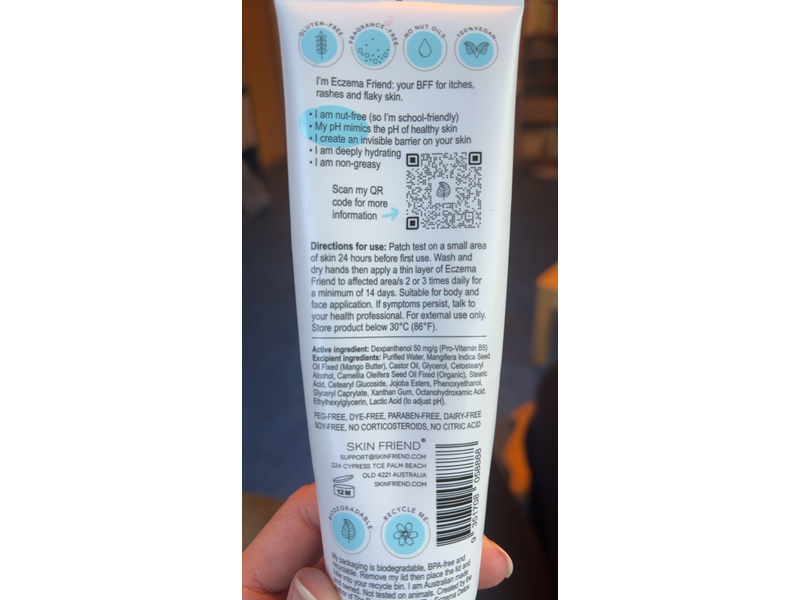 GLUTEN-FREE
FRAGRANCE-FREE
NO NUT OILS
100% VEGAN
I'm Eczema Friend: your BFF for itches,
rashes and flaky skin.
• I am nut-free (so I'm school-friendly)
• My pH mimics the pH of healthy skin
• I create an invisible barrier on your skin
• I am deeply hydrating
• I am non-greasy
Scan my QR
code for more
information
Directions for use: Patch test on a small area
of skin 24 hours before first use. Wash and
dry hands then apply a thin layer of Eczema
Friend to affected area/s 2 or 3 times daily for
a minimum of 14 days. Suitable for body and
face application. If symptoms persist, talk to
your health professional. For external use only.
Store product below 30°C (86°F).
Active ingredient: Dexpanthenol 50 mg/g (Pro-Vitamin B5)
Excipient ingredients: Purified Water, Mangifera Indica Seed
Oil Fixed (Mango Butter), Castor Oil, Glycerol, Cetostearyl
Alcohol, Camellia Oleifera Seed Oil Fixed (Organic), Stearic
Acid, Cetearyl Glucoside, Jojoba Esters, Phenoxyethanol,
Glyceryl Caprylate, Xanthan Gum, Octanohydroxamic Acid,
Ethylhexylglycerin, Lactic Acid (to adjust pH).
PEG-FREE, DYE-FREE, PARABEN-FREE, DAIRY-FREE
SOY-FREE, NO CORTICOSTEROIDS, NO CITRIC ACID
SKIN FRIEND®
SUPPORT@SKINFRIEND.COM
224 CYPRESS TCE PALM BEACH
QLD 4221 AUSTRALIA
SKINFRIEND.COM
12 M
9 351708 058888
BIODEGRADABLE
RECYCLE ME
My packaging is biodegradable, BPA-free and
recyclable. Remove my lid then place the lid and
tube into your recycle bin. I am Australian made
and owned. Not tested on animals. Created by the
Eczema Detox.